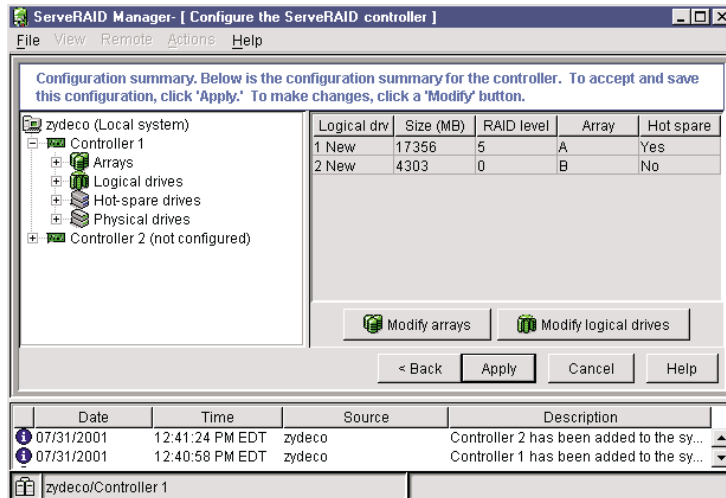 ServeRAID Manager- [ Configure the ServeRAID controller ]
File View Remote Actions Help
Configuration summary. Below is the configuration summary for the controller. To accept and save
this configuration, click 'Apply.' To make changes, click a 'Modify' button.
zydeco (Local system)
Controller 1
Arrays
Logical drives
Hot-spare drives
Physical drives
Controller 2 (not configured)
Logical drv Size (MB) RAID level Array Hot spare
1 New 17356 5 A Yes
2 New 4303 0 B No
Modify arrays Modify logical drives
< Back Apply Cancel Help
Date Time Source Description
07/31/2001 12:41:24 PM EDT zydeco Controller 2 has been added to the sy...
07/31/2001 12:40:58 PM EDT zydeco Controller 1 has been added to the sy...
zydeco/Controller 1